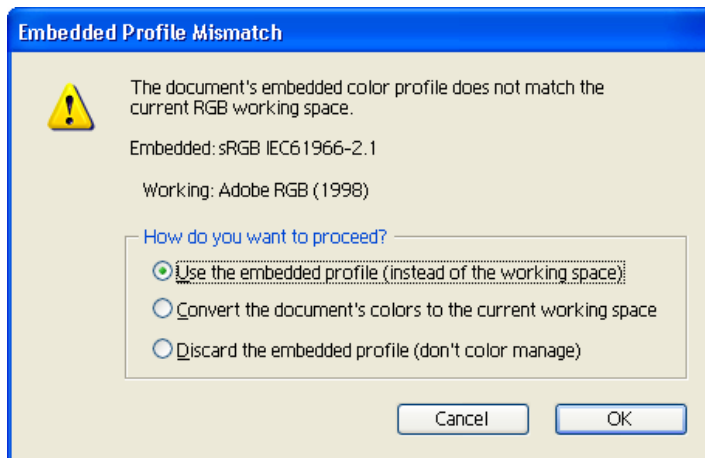 Embedded Profile Mismatch
The document's embedded color profile does not match the
current RGB working space.
Embedded: sRGB IEC61966-2.1
Working: Adobe RGB (1998)
How do you want to proceed?
Use the embedded profile (instead of the working space)
Convert the document's colors to the current working space
Discard the embedded profile (don't color manage)
Cancel OK